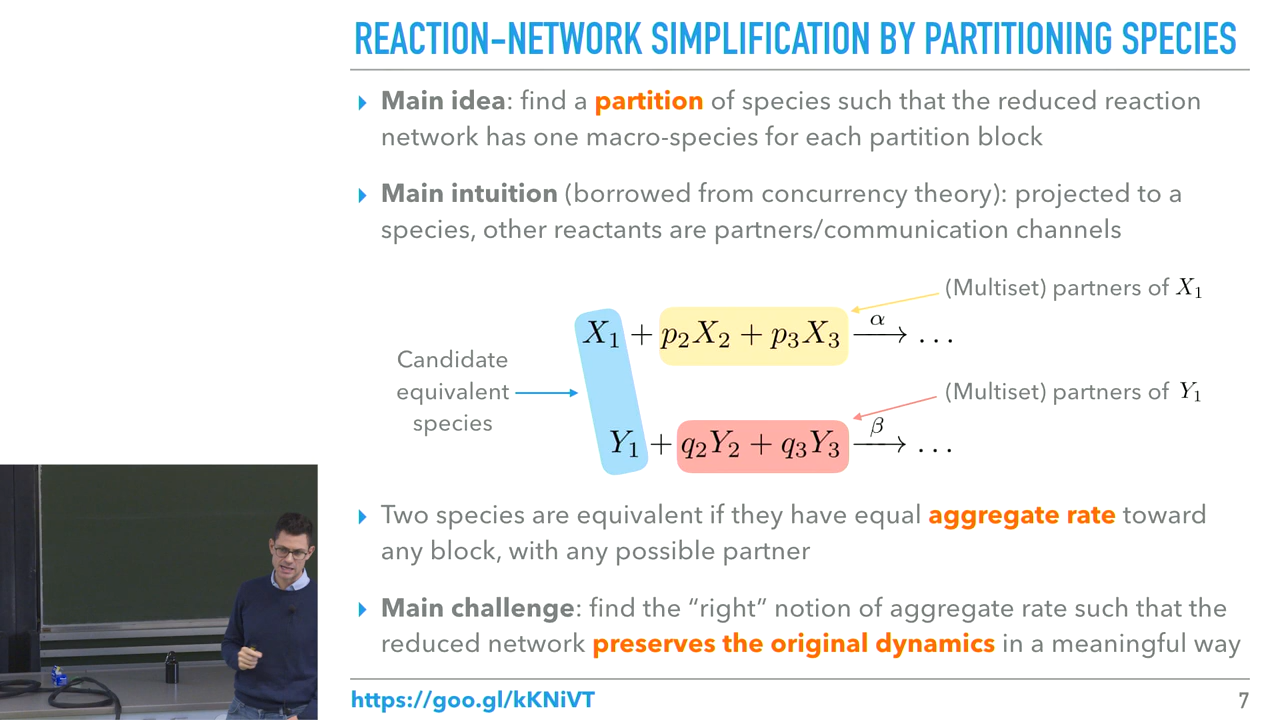 REACTION-NETWORK SIMPLIFICATION BY PARTITIONING SPECIES
▸ Main idea: find a partition of species such that the reduced reaction
network has one macro-species for each partition block
▸ Main intuition (borrowed from concurrency theory): projected to a
species, other reactants are partners/communication channels
(Multiset) partners of X₁
X₁ + p₂X₂ + p₃X₃ —α→ ...
Candidate
equivalent
species
(Multiset) partners of Y₁
Y₁ + q₂Y₂ + q₃Y₃ —β→ ...
▸ Two species are equivalent if they have equal aggregate rate toward
any block, with any possible partner
▸ Main challenge: find the “right” notion of aggregate rate such that the
reduced network preserves the original dynamics in a meaningful way
https://goo.gl/kKNiVT
7